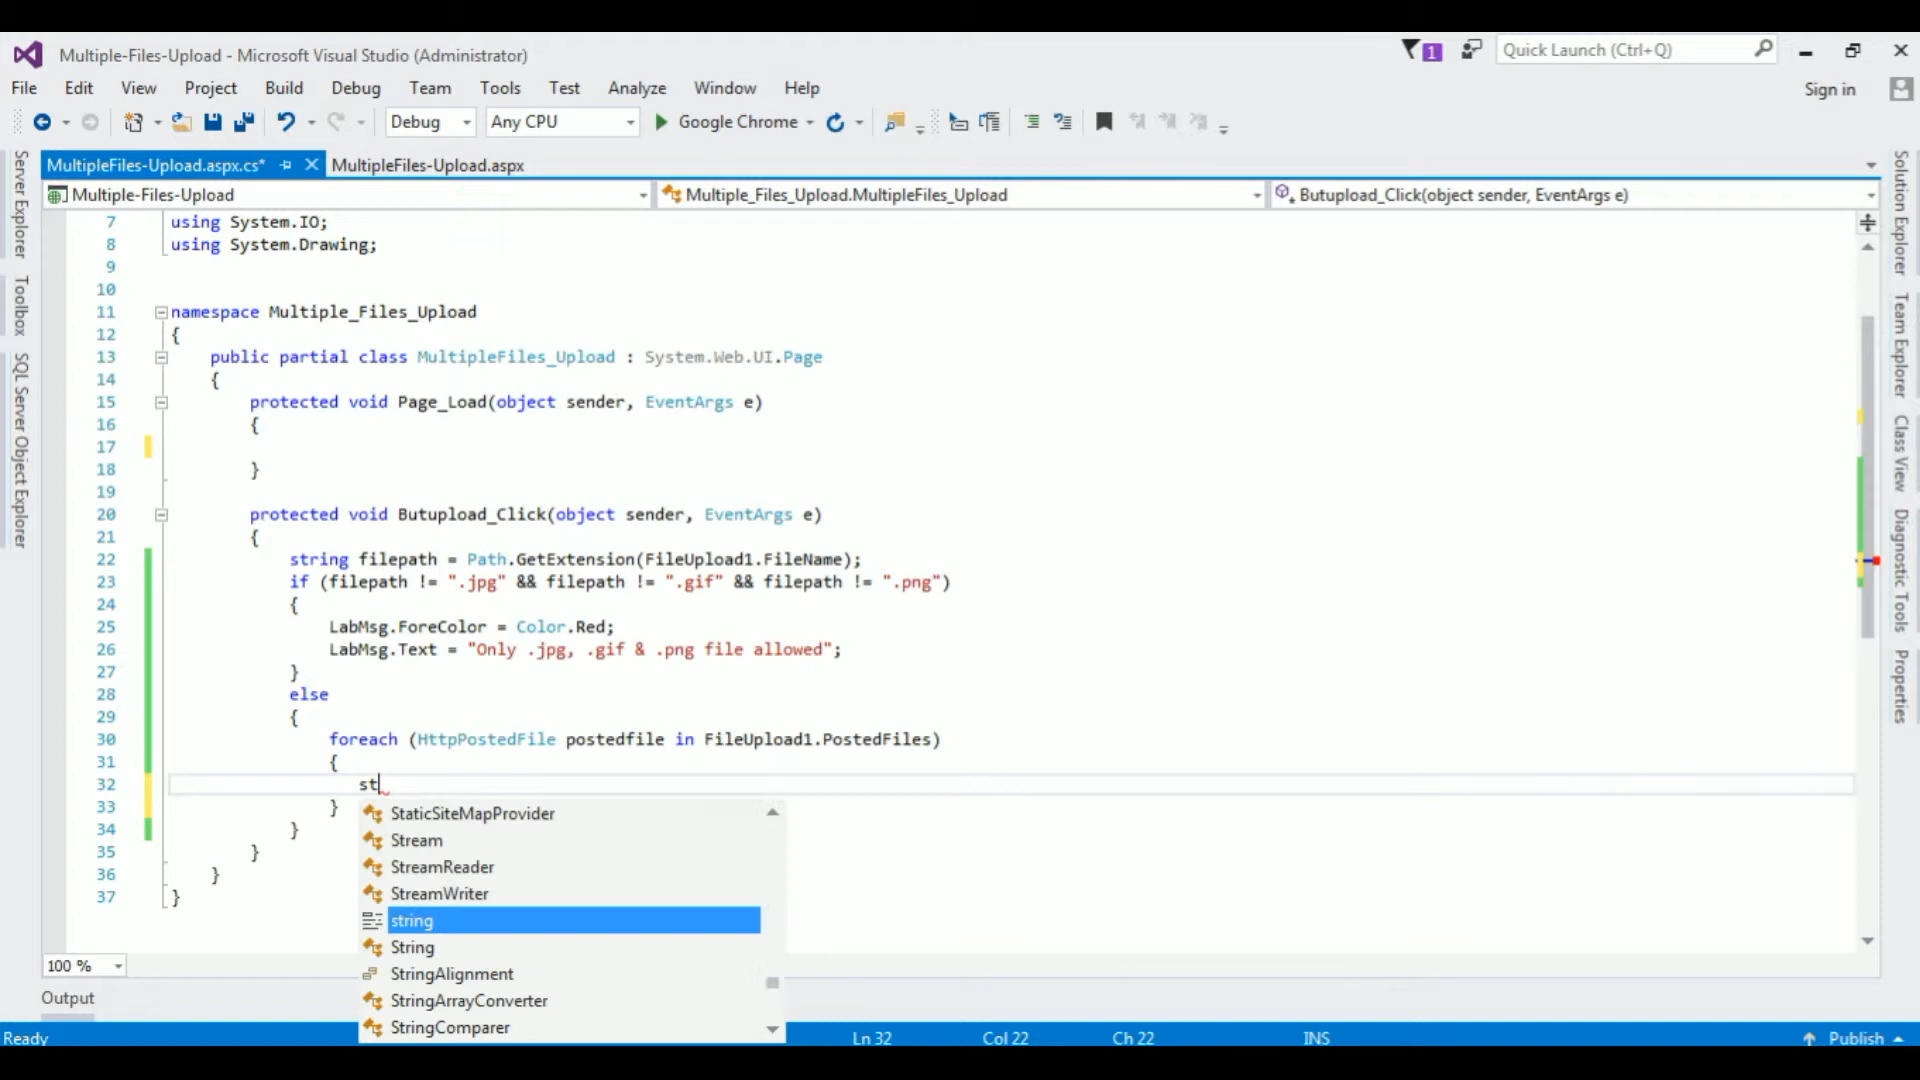 Multiple-Files-Upload - Microsoft Visual Studio (Administrator)
1
Quick Launch (Ctrl+Q)
File Edit View Project Build Debug Team Tools Test Analyze Window Help
Sign in
Debug
Any CPU
Google Chrome
MultipleFiles-Upload.aspx.cs*
MultipleFiles-Upload.aspx
Multiple-Files-Upload
Multiple_Files_Upload.MultipleFiles_Upload
Butupload_Click(object sender, EventArgs e)
Server Explorer
Toolbox
SQL Server Object Explorer
7 using System.IO;
8 using System.Drawing;
9
10
11 namespace Multiple_Files_Upload
12 {
13 public partial class MultipleFiles_Upload : System.Web.UI.Page
14 {
15 protected void Page_Load(object sender, EventArgs e)
16 {
17
18 }
19
20 protected void Butupload_Click(object sender, EventArgs e)
21 {
22 string filepath = Path.GetExtension(FileUpload1.FileName);
23 if (filepath != ".jpg" && filepath != ".gif" && filepath != ".png")
24 {
25 LabMsg.ForeColor = Color.Red;
26 LabMsg.Text = "Only .jpg, .gif & .png file allowed";
27 }
28 else
29 {
30 foreach (HttpPostedFile postedfile in FileUpload1.PostedFiles)
31 {
32 st
33 }
34 }
35 }
36 }
37 }
StaticSiteMapProvider
Stream
StreamReader
StreamWriter
string
String
StringAlignment
StringArrayConverter
StringComparer
Solution Explorer
Team Explorer
Class View
Diagnostic Tools
Properties
100 %
Output
Ready
Ln 32
Col 22
Ch 22
INS
Publish